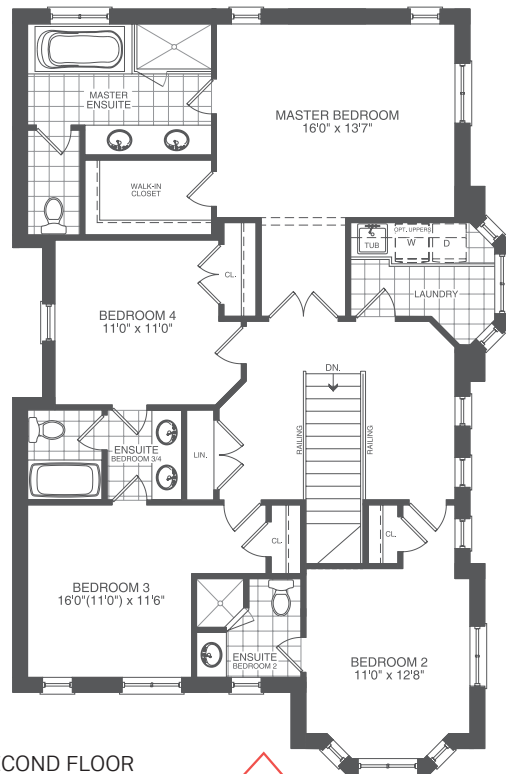 MASTER
ENSUITE
MASTER BEDROOM
16'0" x 13'7"
WALK-IN
CLOSET
OPT. UPPERS
TUB
W
D
LAUNDRY
CL.
BEDROOM 4
11'0" x 11'0"
DN.
RAILING
RAILING
ENSUITE
BEDROOM 3/4
LIN.
CL.
CL.
BEDROOM 3
16'0"(11'0") x 11'6"
ENSUITE
BEDROOM 2
BEDROOM 2
11'0" x 12'8"
COND FLOOR